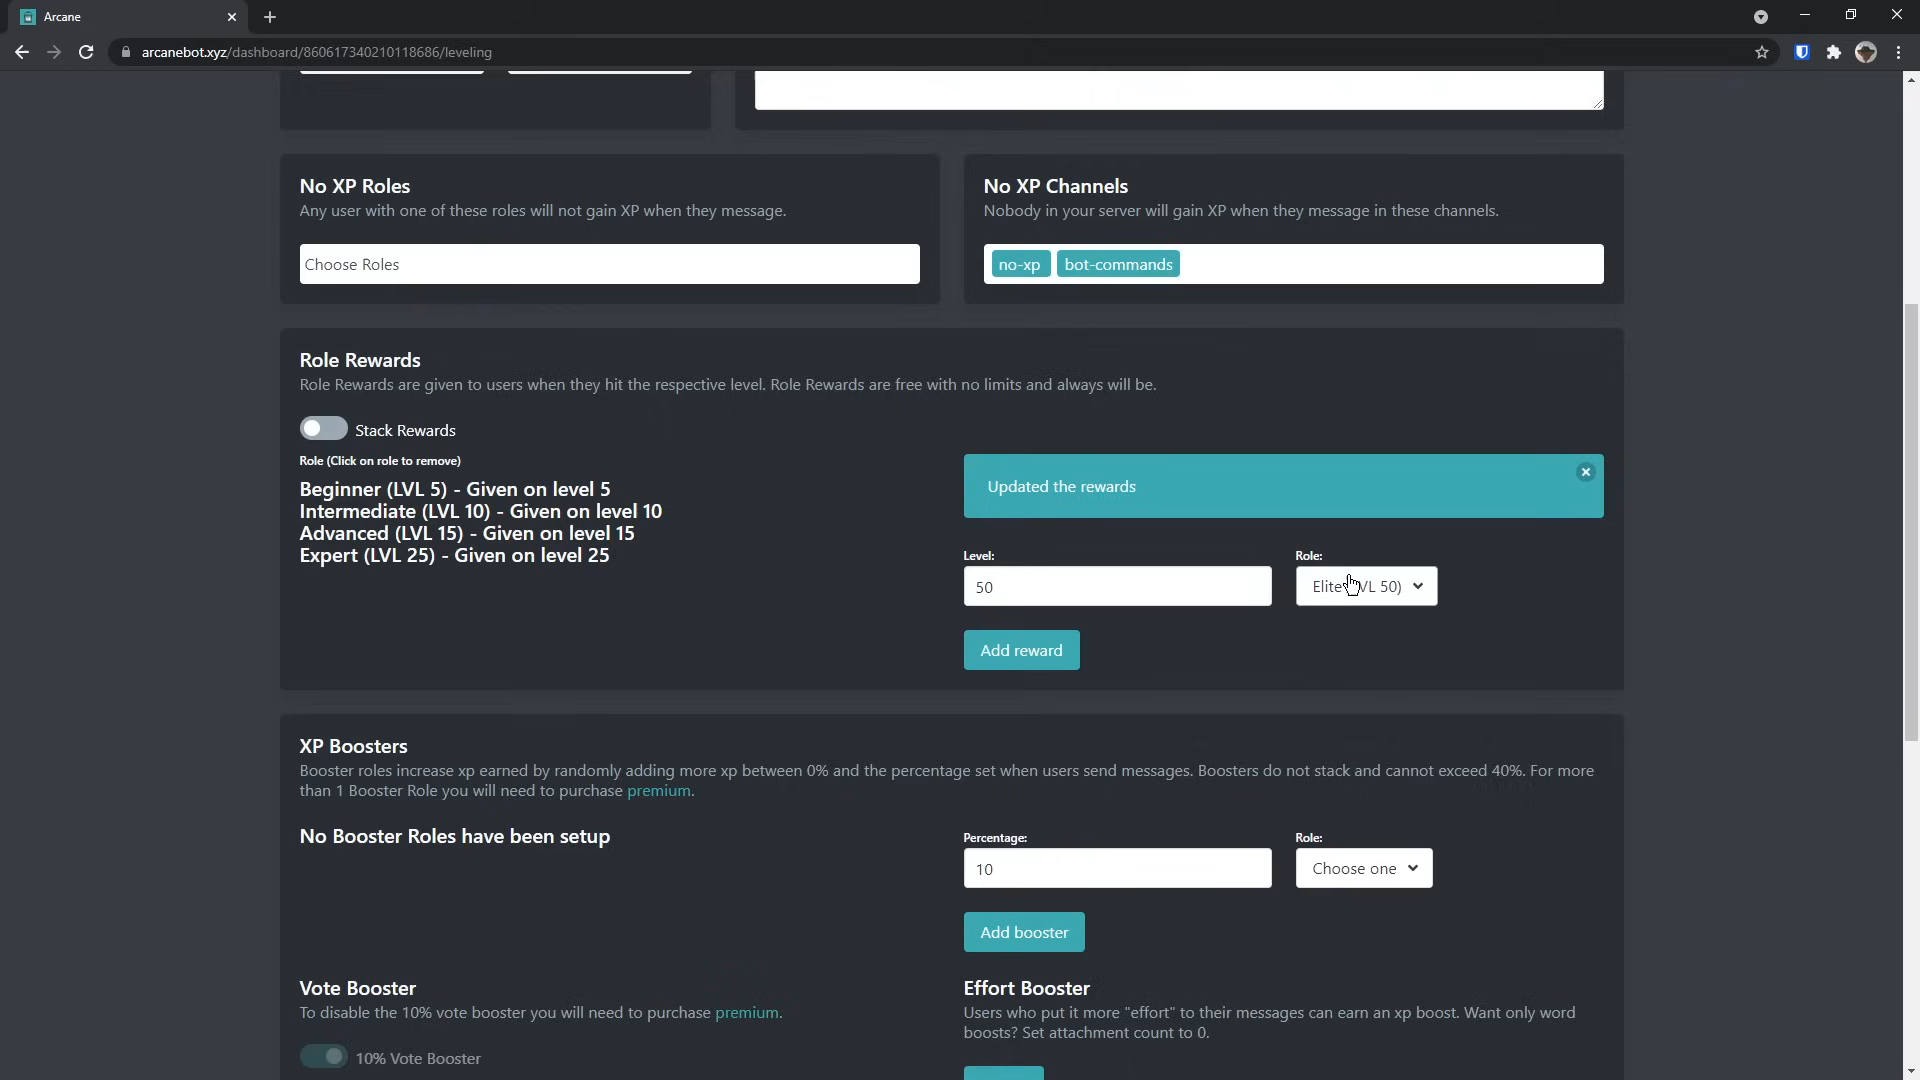 Arcane
arcanebot.xyz/dashboard/860617340210118686/leveling
No XP Roles
Any user with one of these roles will not gain XP when they message.
Choose Roles
No XP Channels
Nobody in your server will gain XP when they message in these channels.
no-xp bot-commands
Role Rewards
Role Rewards are given to users when they hit the respective level. Role Rewards are free with no limits and always will be.
Stack Rewards
Role (Click on role to remove)
Beginner (LVL 5) - Given on level 5
Intermediate (LVL 10) - Given on level 10
Advanced (LVL 15) - Given on level 15
Expert (LVL 25) - Given on level 25
Updated the rewards
Level:
50
Role:
Elite 50)
Add reward
XP Boosters
Booster roles increase xp earned by randomly adding more xp between 0% and the percentage set when users send messages. Boosters do not stack and cannot exceed 40%. For more
than 1 Booster Role you will need to purchase premium.
No Booster Roles have been setup
Percentage:
10
Role:
Choose one
Add booster
Vote Booster
To disable the 10% vote booster you will need to purchase premium.
10% Vote Booster
Effort Booster
Users who put it more "effort" to their messages can earn an xp boost. Want only word
boosts? Set attachment count to 0.